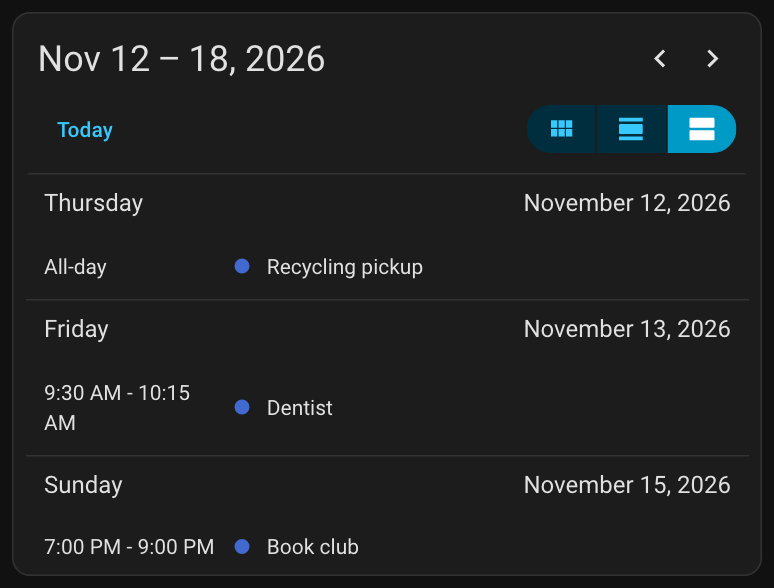 Nov 12 – 18, 2026
Today
Thursday November 12, 2026
All-day Recycling pickup
Friday November 13, 2026
9:30 AM - 10:15
AM
Dentist
Sunday November 15, 2026
7:00 PM - 9:00 PM Book club